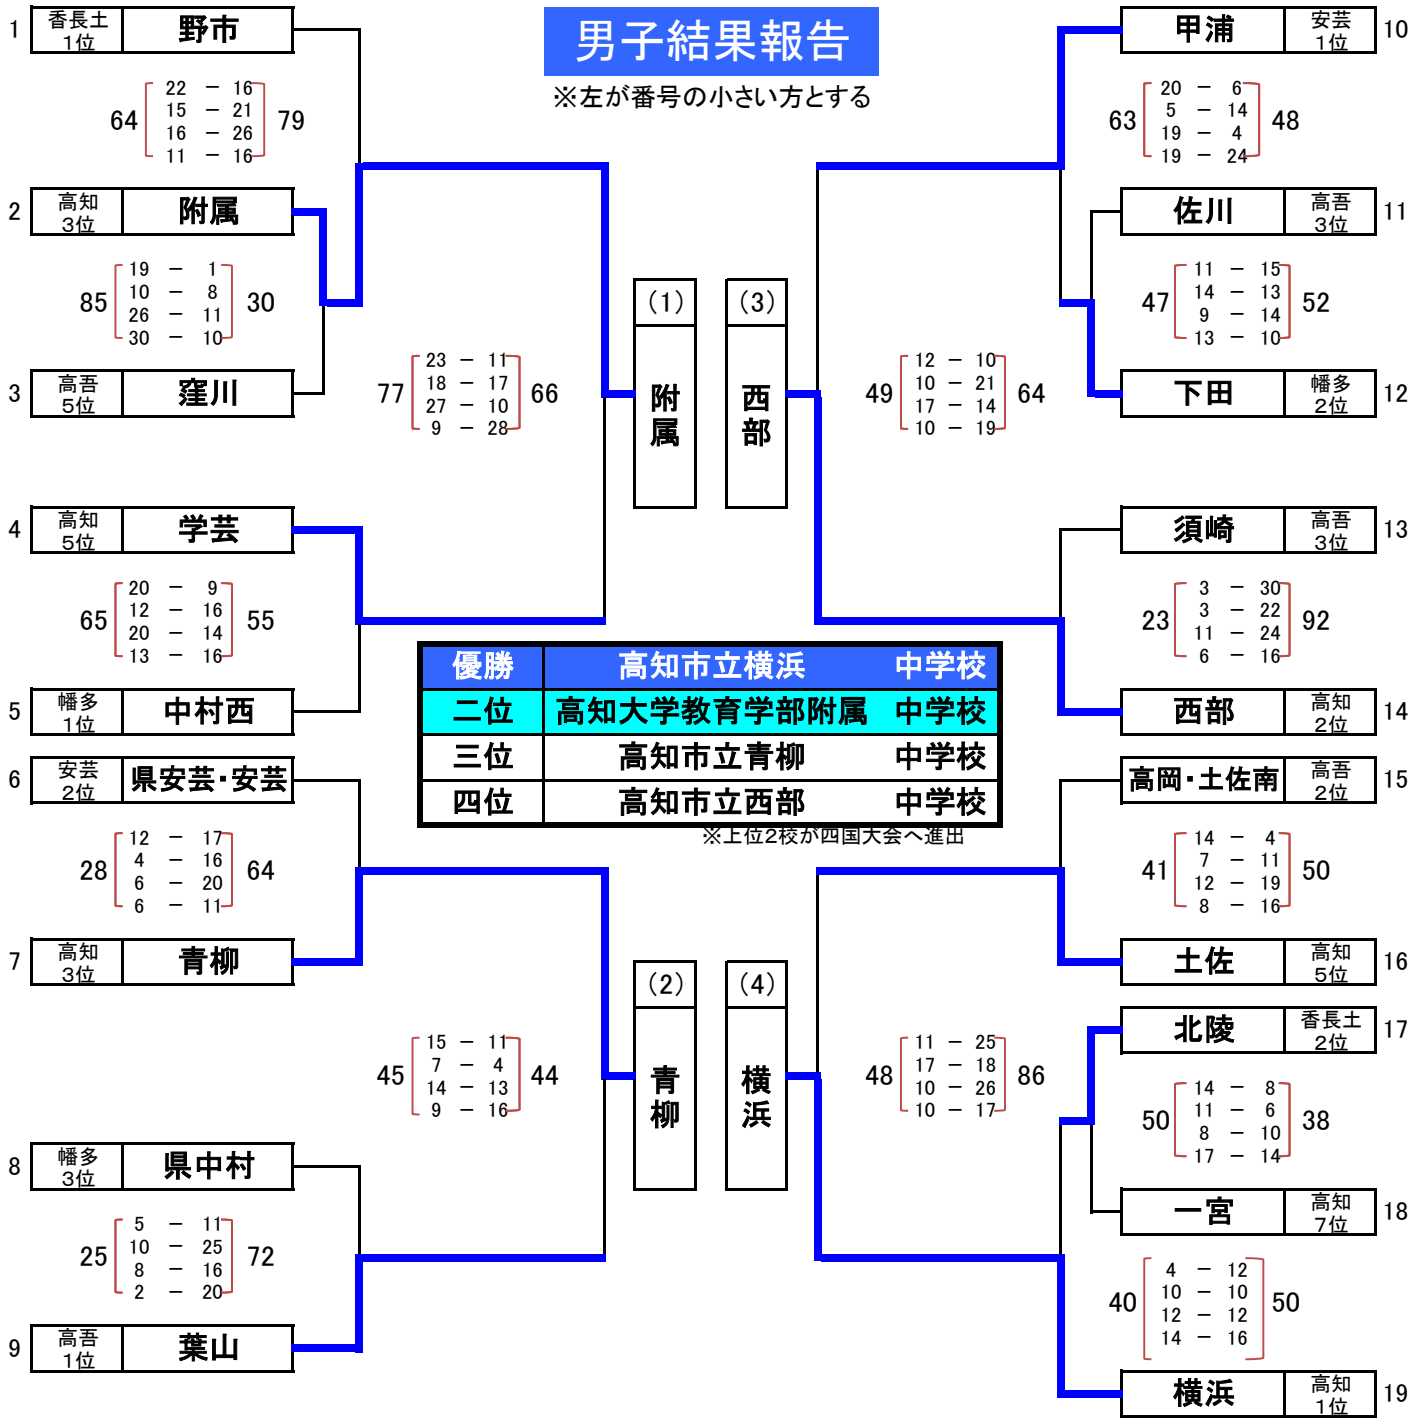 男子結果報告
※左が番号の小さい方とする
1 香長土 1位 野市
64 79
22 － 16
15 － 21
16 － 26
11 － 16
2 高知 3位 附属
85 30
19 － 1
10 － 8
26 － 11
30 － 10
3 高吾 5位 窪川
77 66
23 － 11
18 － 17
27 － 10
9 － 28
4 高知 5位 学芸
65 55
20 － 9
12 － 16
20 － 14
13 － 16
5 幡多 1位 中村西
6 安芸 2位 県安芸・安芸
28 64
12 － 17
4 － 16
6 － 20
6 － 11
7 高知 3位 青柳
45 44
15 － 11
7 － 4
14 － 13
9 － 16
8 幡多 3位 県中村
25 72
5 － 11
10 － 25
8 － 16
2 － 20
9 高吾 1位 葉山
（1）
附属
（3）
西部
優勝 高知市立横浜 中学校
二位 高知大学教育学部附属 中学校
三位 高知市立青柳 中学校
四位 高知市立西部 中学校
※上位2校が四国大会へ進出
（2）
青柳
（4）
横浜
甲浦 安芸 1位 10
63 48
20 － 6
5 － 14
19 － 4
19 － 24
佐川 高吾 3位 11
47 52
11 － 15
14 － 13
9 － 14
13 － 10
下田 幡多 2位 12
49 64
12 － 10
10 － 21
17 － 14
10 － 19
須崎 高吾 3位 13
23 92
3 － 30
3 － 22
11 － 24
6 － 16
西部 高知 2位 14
高岡・土佐南 高吾 2位 15
41 50
14 － 4
7 － 11
12 － 19
8 － 16
土佐 高知 5位 16
48 86
11 － 25
17 － 18
10 － 26
10 － 17
北陵 香長土 2位 17
50 38
14 － 8
11 － 6
8 － 10
17 － 14
一宮 高知 7位 18
40 50
4 － 12
10 － 10
12 － 12
14 － 16
横浜 高知 1位 19